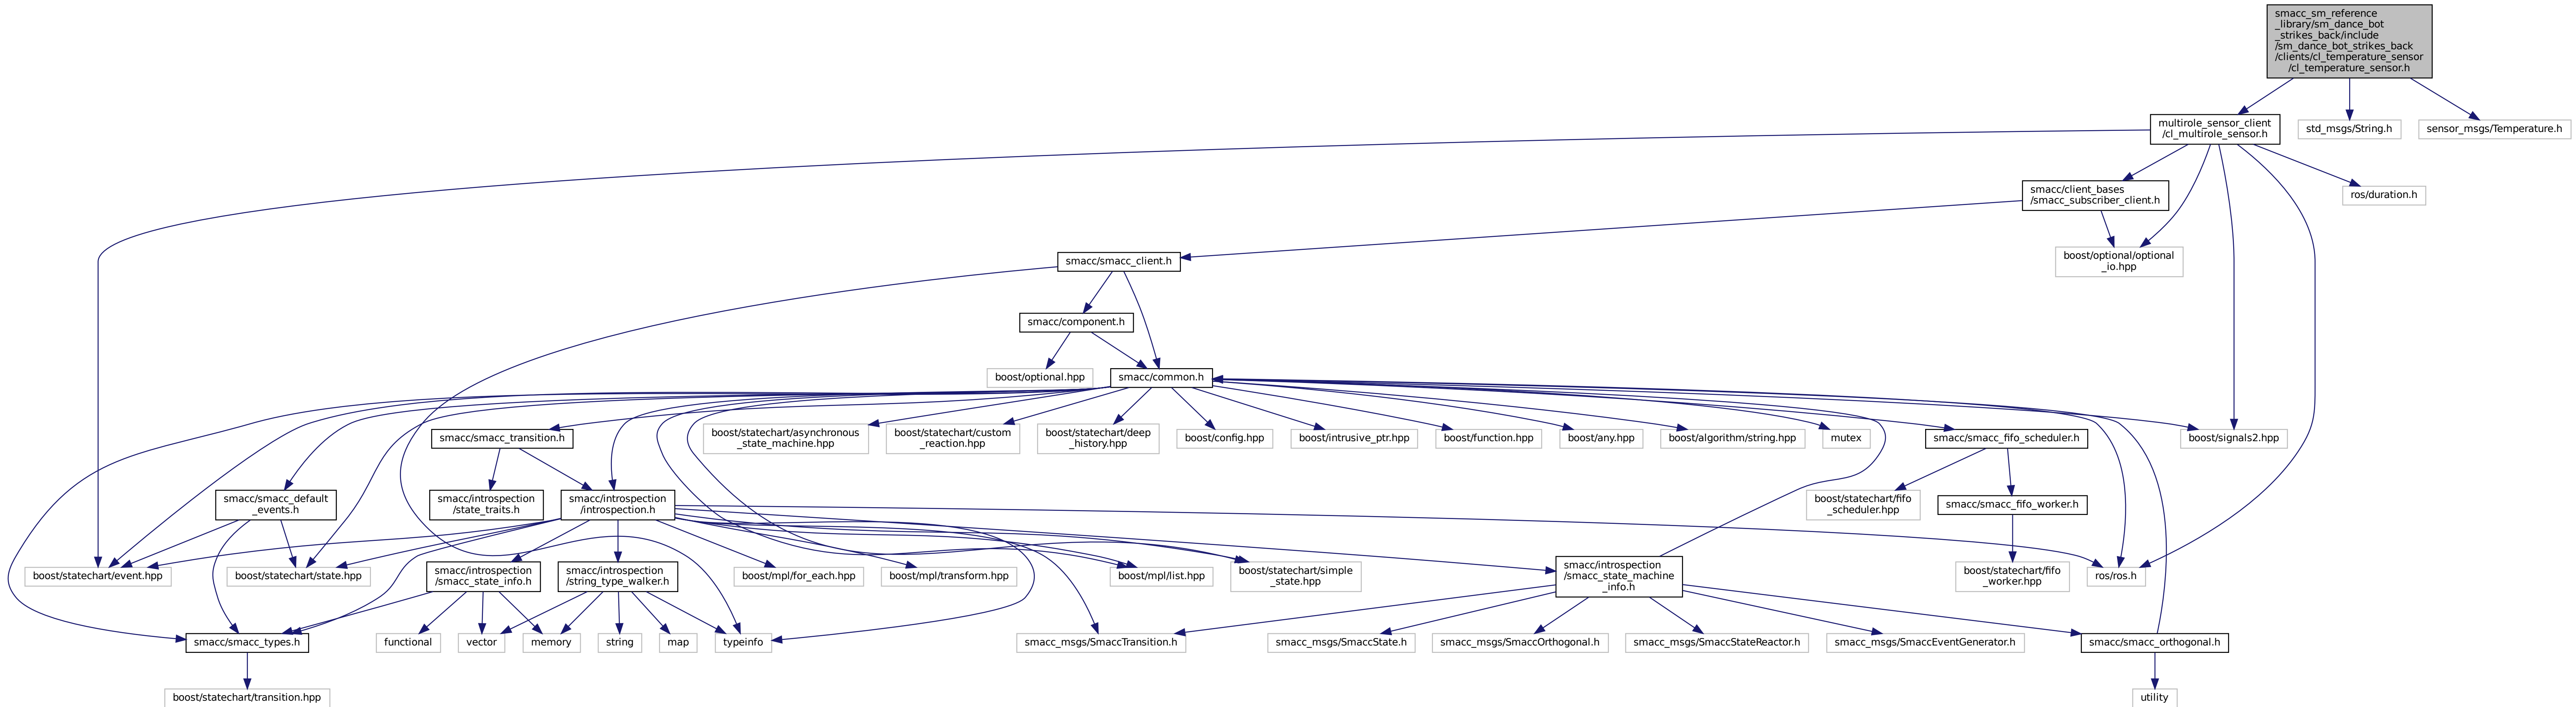 smacc_sm_reference
_library/sm_dance_bot
_strikes_back/include
/sm_dance_bot_strikes_back
/clients/cl_temperature_sensor
/cl_temperature_sensor.h
multirole_sensor_client
/cl_multirole_sensor.h
std_msgs/String.h
sensor_msgs/Temperature.h
smacc/client_bases
/smacc_subscriber_client.h
ros/duration.h
smacc/smacc_client.h
boost/optional/optional
_io.hpp
smacc/component.h
boost/optional.hpp
smacc/common.h
smacc/smacc_transition.h
boost/statechart/asynchronous
_state_machine.hpp
boost/statechart/custom
_reaction.hpp
boost/statechart/deep
_history.hpp
boost/config.hpp
boost/intrusive_ptr.hpp
boost/function.hpp
boost/any.hpp
boost/algorithm/string.hpp
mutex
smacc/smacc_fifo_scheduler.h
boost/signals2.hpp
smacc/smacc_default
_events.h
smacc/introspection
/state_traits.h
smacc/introspection
/introspection.h
boost/statechart/fifo
_scheduler.hpp
smacc/smacc_fifo_worker.h
boost/statechart/event.hpp
boost/statechart/state.hpp
smacc/introspection
/smacc_state_info.h
smacc/introspection
/string_type_walker.h
boost/mpl/for_each.hpp
boost/mpl/transform.hpp
boost/mpl/list.hpp
boost/statechart/simple
_state.hpp
smacc/introspection
/smacc_state_machine
_info.h
boost/statechart/fifo
_worker.hpp
ros/ros.h
smacc/smacc_types.h
functional
vector
memory
string
map
typeinfo
smacc_msgs/SmaccTransition.h
smacc_msgs/SmaccState.h
smacc_msgs/SmaccOrthogonal.h
smacc_msgs/SmaccStateReactor.h
smacc_msgs/SmaccEventGenerator.h
smacc/smacc_orthogonal.h
boost/statechart/transition.hpp
utility